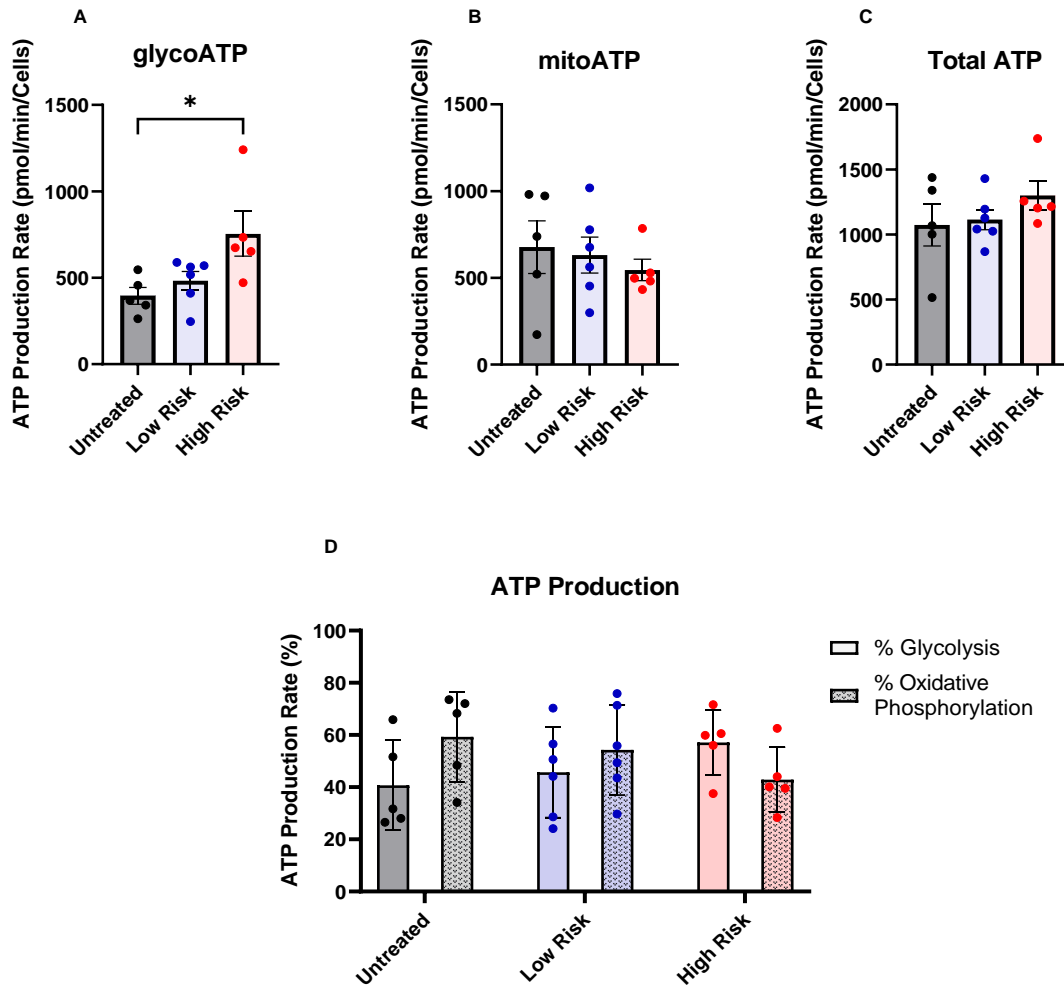 A
glycoATP
ATP Production Rate (pmol/min/Cells)
1500
1000
500
0
*
Untreated
Low Risk
High Risk
B
mitoATP
ATP Production Rate (pmol/min/Cells)
1500
1000
500
0
Untreated
Low Risk
High Risk
C
Total ATP
ATP Production Rate (pmol/min/Cells)
2000
1500
1000
500
0
Untreated
Low Risk
High Risk
D
ATP Production
ATP Production Rate (%)
100
80
60
40
20
0
Untreated
Low Risk
High Risk
% Glycolysis
% Oxidative
Phosphorylation